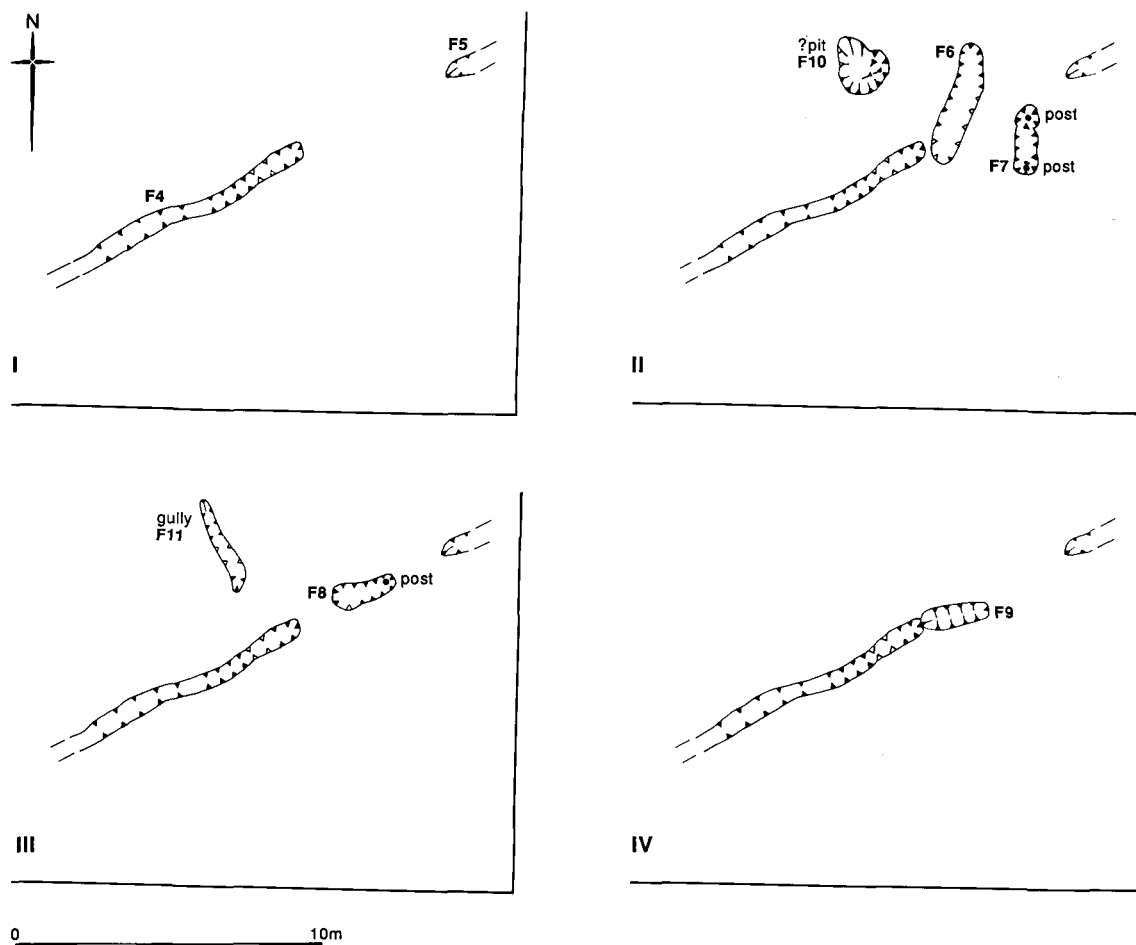 N
F5
F4
I
?pit
F10
F6
post
F7
post
II
gully
F11
F8
post
III
F9
IV
0 10m